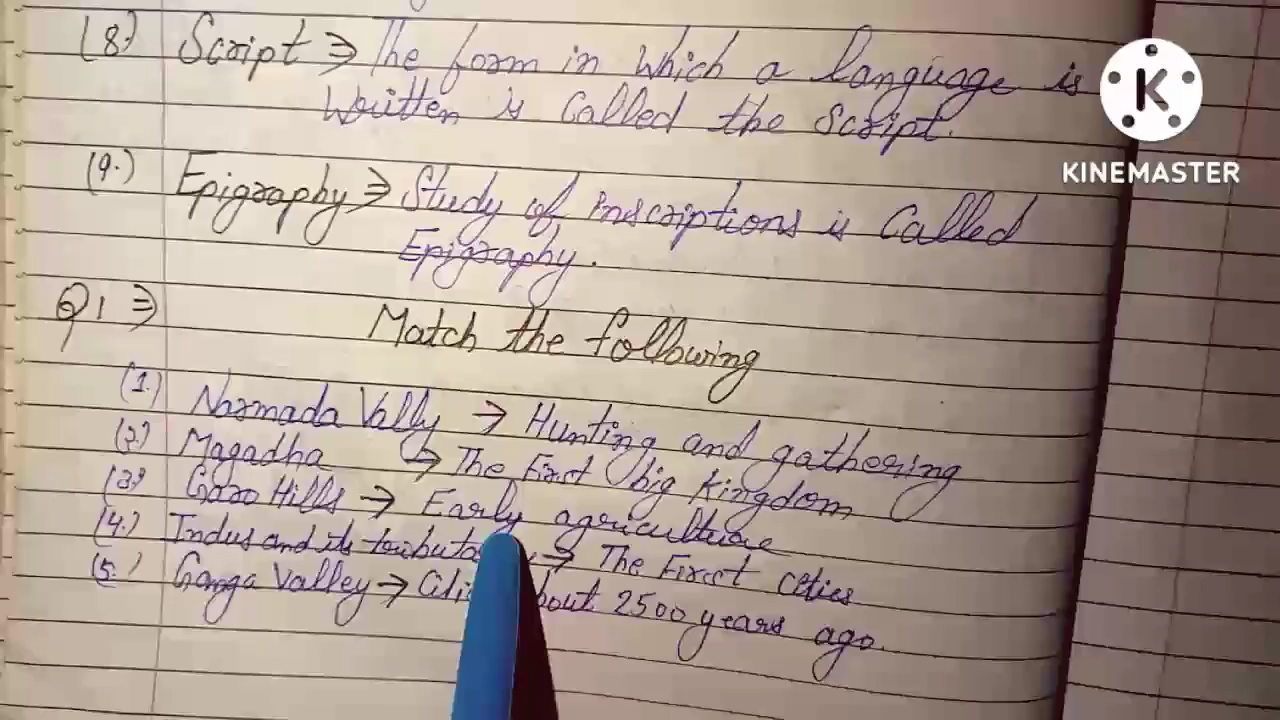 (8.) Script ⇒ The form in which a language is
Written is Called the Script.
(9.) Epigraphy ⇒ Study of inscriptions is Called
Epigraphy.
Q1 ⇒ Match the following
(1.) Narmada Vally → Hunting and gathering
(2.) Magadha → The First big Kingdom
(3.) Garo Hills → Early agriculture
(4.) Indus and its → The First cities
(5.) Ganga Valley → 2500 years ago.
K
KINEMASTER